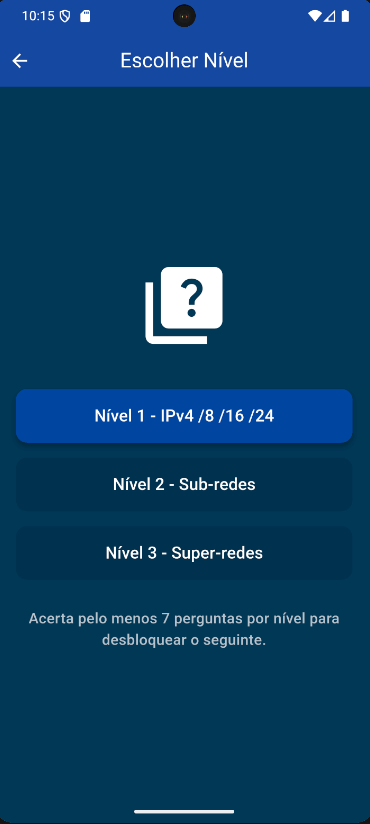 10:15
Escolher Nível
?
Nível 1 - IPv4 /8 /16 /24
Nível 2 - Sub-redes
Nível 3 - Super-redes
Acerta pelo menos 7 perguntas por nível para
desbloquear o seguinte.